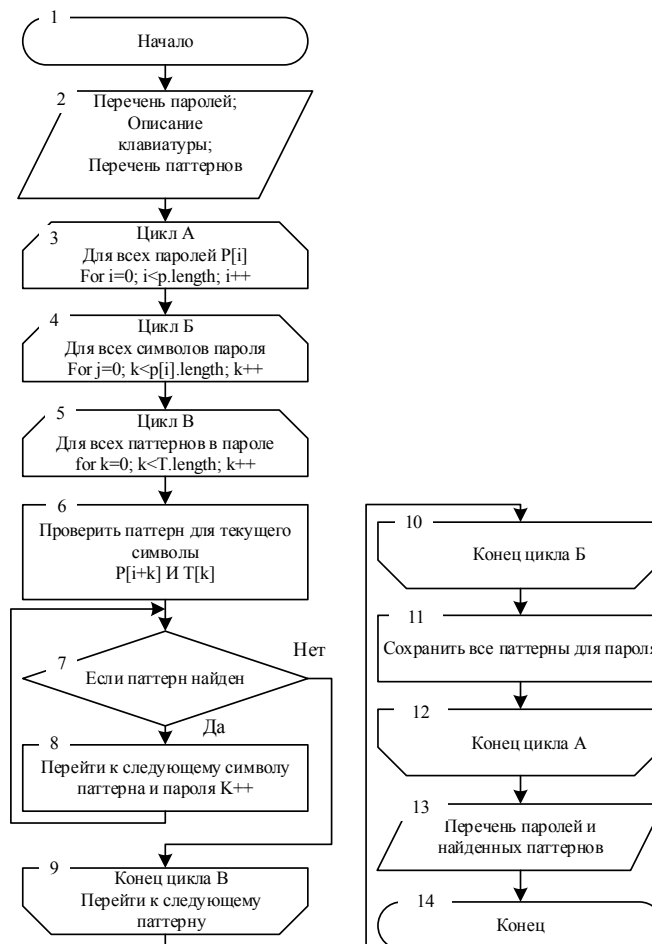 1
Начало
2
Перечень паролей;
Описание
клавиатуры;
Перечень паттернов
3
Цикл А
Для всех паролей P[i]
For i=0; i<p.length; i++
4
Цикл Б
Для всех символов пароля
For j=0; k<p[i].length; k++
5
Цикл В
Для всех паттернов в пароле
for k=0; k<T.length; k++
6
Проверить паттерн для текущего
символы
P[i+k] И T[k]
7
Если паттерн найден
Нет
Да
8
Перейти к следующему символу
паттерна и пароля K++
9
Конец цикла В
Перейти к следующему
паттерну
10
Конец цикла Б
11
Сохранить все паттерны для пароля
12
Конец цикла А
13
Перечень паролей и
найденных паттернов
14
Конец